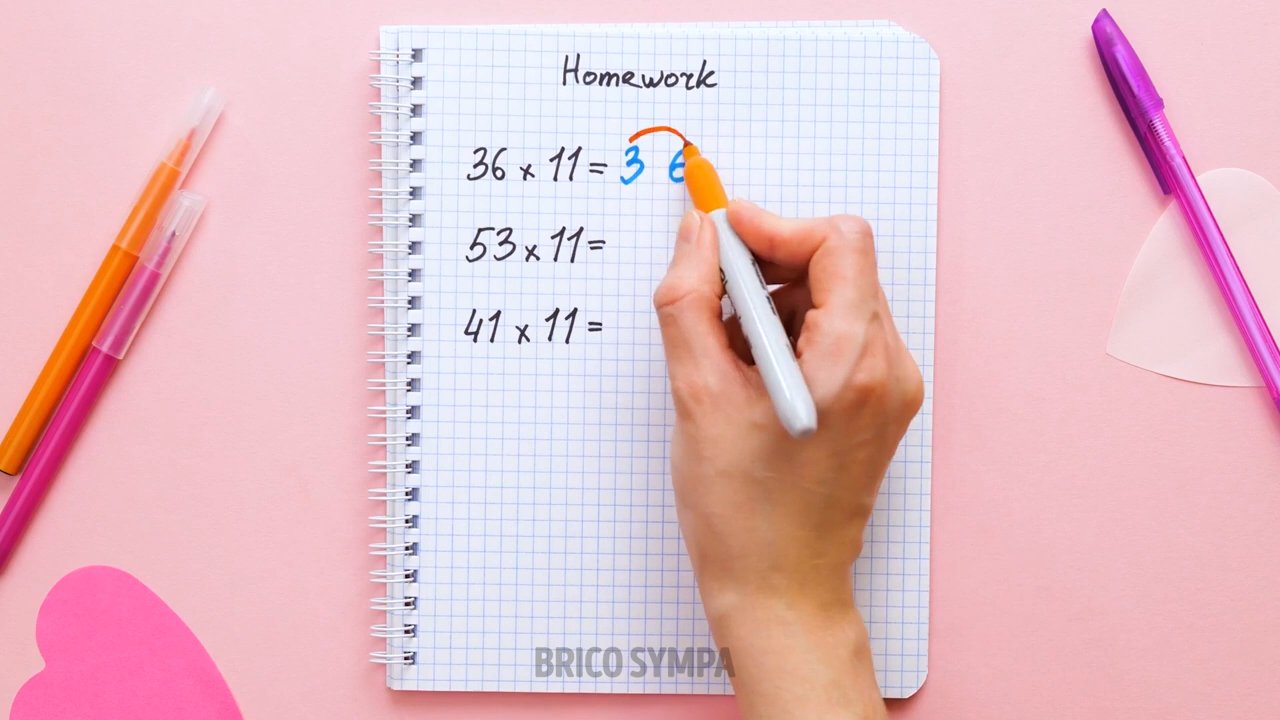 Homework
36 x 11 = 3 6
53 x 11 =
41 x 11 =
BRICO SYMPA